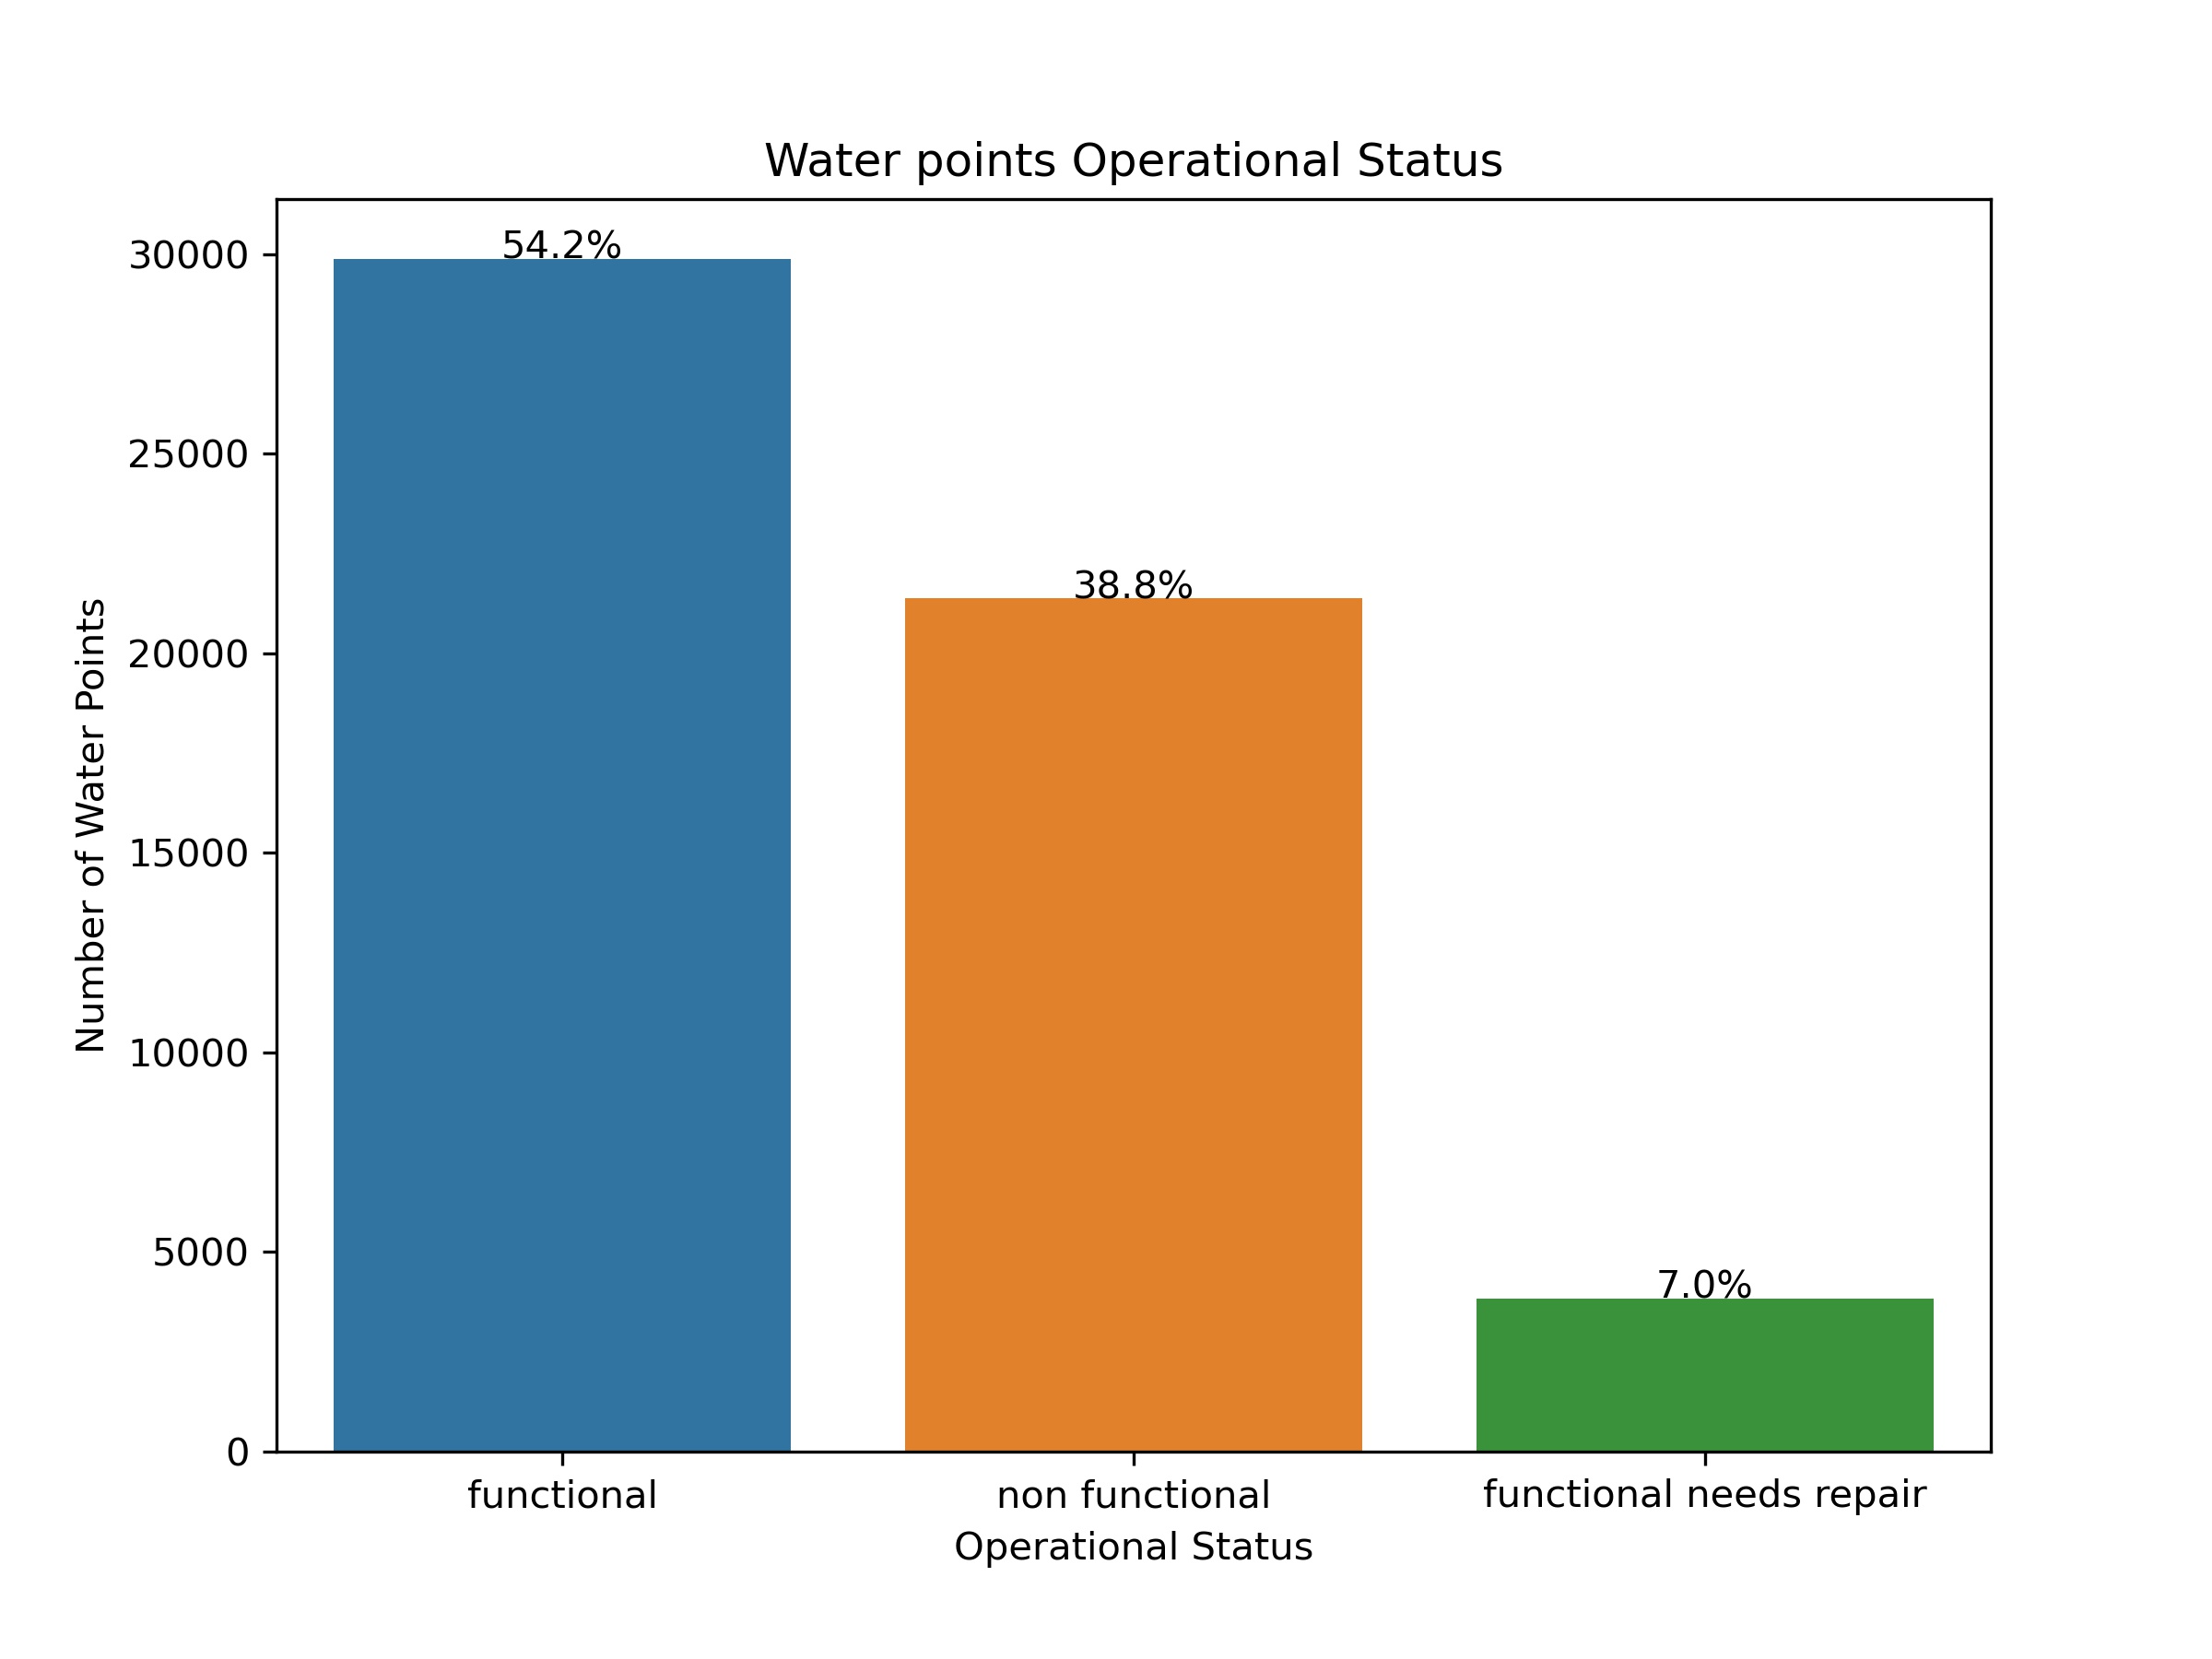 Water points Operational Status
54.2%
38.8%
7.0%
30000
25000
20000
15000
10000
5000
0
Number of Water Points
functional
non functional
functional needs repair
Operational Status